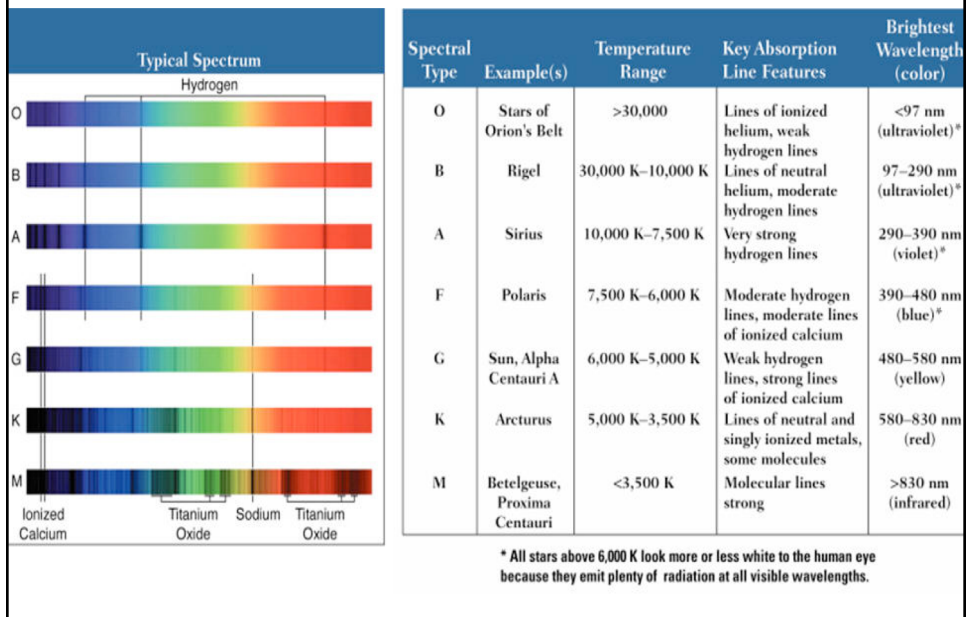 Typical Spectrum
Hydrogen
O
B
A
F
G
K
M
Ionized
Calcium
Titanium
Oxide
Sodium
Titanium
Oxide
Spectral
Type
Example(s)
Temperature
Range
Key Absorption
Line Features
Brightest
Wavelength
(color)
O
Stars of
Orion's Belt
>30,000
Lines of ionized
helium, weak
hydrogen lines
<97 nm
(ultraviolet)*
B
Rigel
30,000 K–10,000 K
Lines of neutral
helium, moderate
hydrogen lines
97–290 nm
(ultraviolet)*
A
Sirius
10,000 K–7,500 K
Very strong
hydrogen lines
290–390 nm
(violet)*
F
Polaris
7,500 K–6,000 K
Moderate hydrogen
lines, moderate lines
of ionized calcium
390–480 nm
(blue)*
G
Sun, Alpha
Centauri A
6,000 K–5,000 K
Weak hydrogen
lines, strong lines
of ionized calcium
480–580 nm
(yellow)
K
Arcturus
5,000 K–3,500 K
Lines of neutral and
singly ionized metals,
some molecules
580–830 nm
(red)
M
Betelgeuse,
Proxima
Centauri
<3,500 K
Molecular lines
strong
>830 nm
(infrared)
* All stars above 6,000 K look more or less white to the human eye
because they emit plenty of radiation at all visible wavelengths.